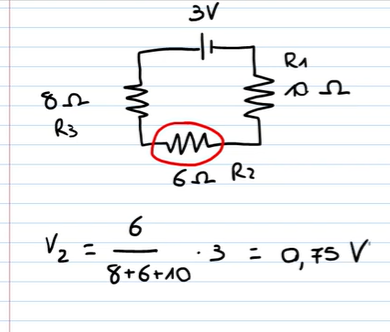 3V
R1
8 Ω 10 Ω
R3
6 Ω R2
V2 = 6 / (8+6+10) · 3 = 0,75 V